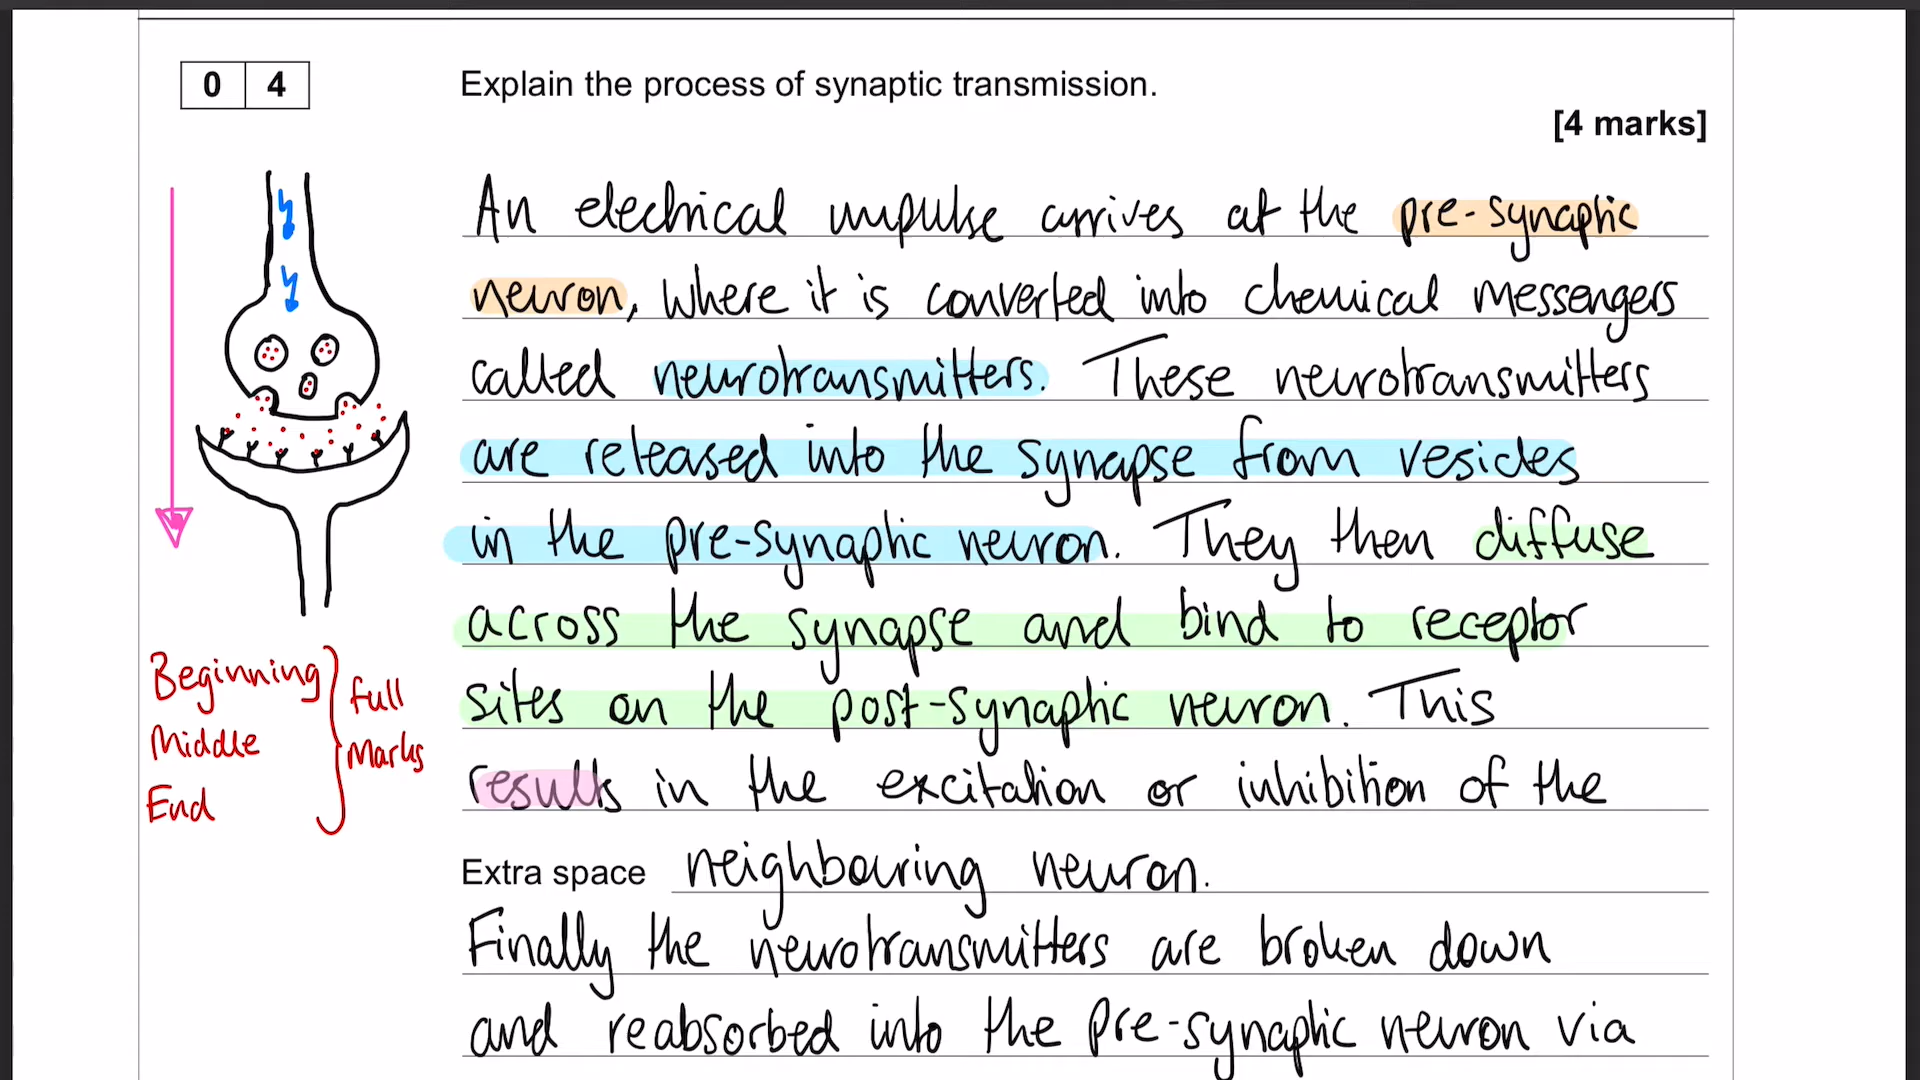 0 4
Explain the process of synaptic transmission.
[4 marks]
An electrical impulse arrives at the pre-synaptic
neuron, where it is converted into chemical messengers
called neurotransmitters. These neurotransmitters
are released into the synapse from vesicles
in the pre-synaptic neuron. They then diffuse
across the synapse and bind to receptor
sites on the post-synaptic neuron. This
results in the excitation or inhibition of the
Extra space neighbouring neuron.
Finally the neurotransmitters are broken down
and reabsorbed into the pre-synaptic neuron via
Beginning
Middle
End
full
marks